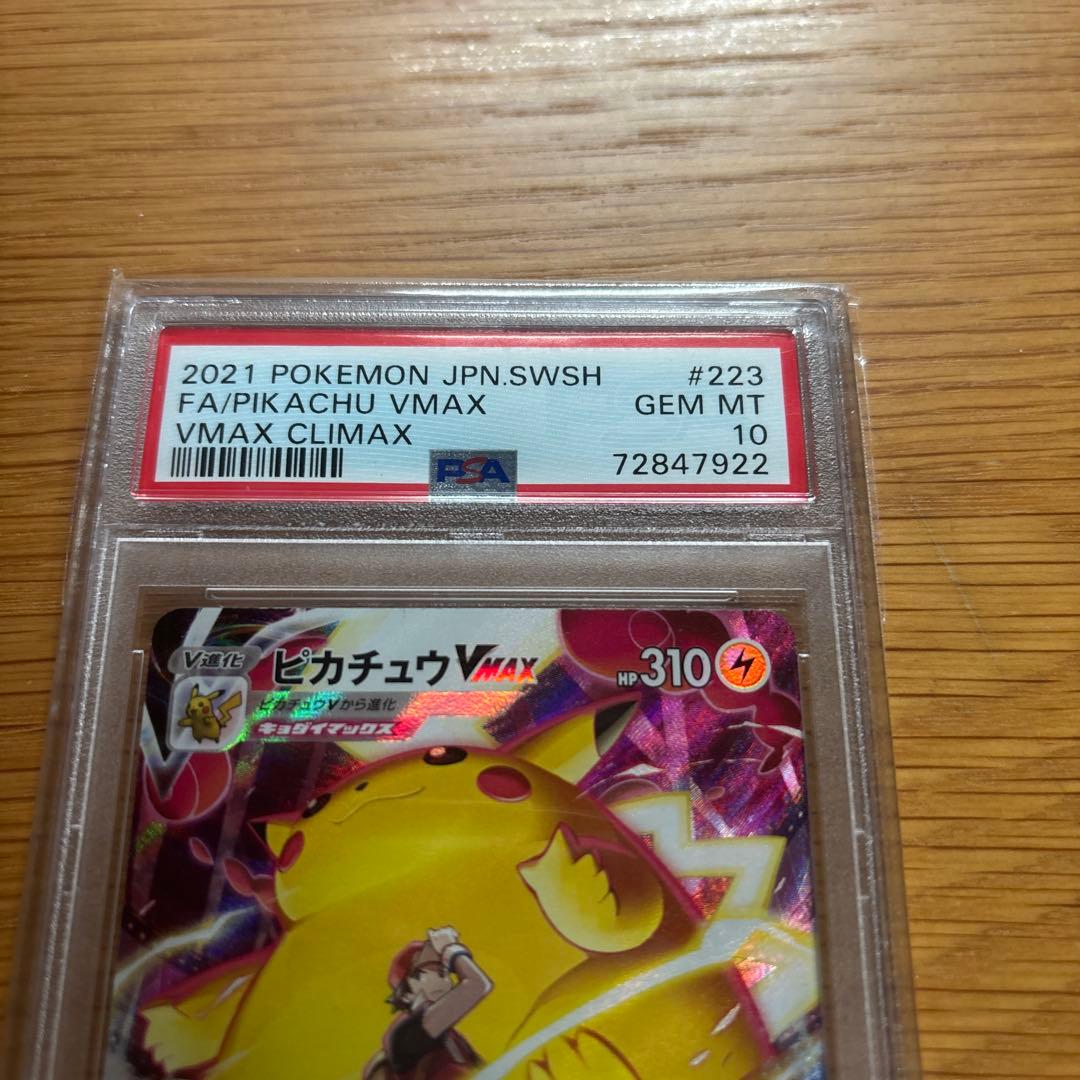 2021 POKEMON JPN.SWSH #223
FA/PIKACHU VMAX GEM MT
VMAX CLIMAX 10
PSA 72847922
V進化
ピカチュウVMAX HP 310
ピカチュウVから進化
キョダイマックス